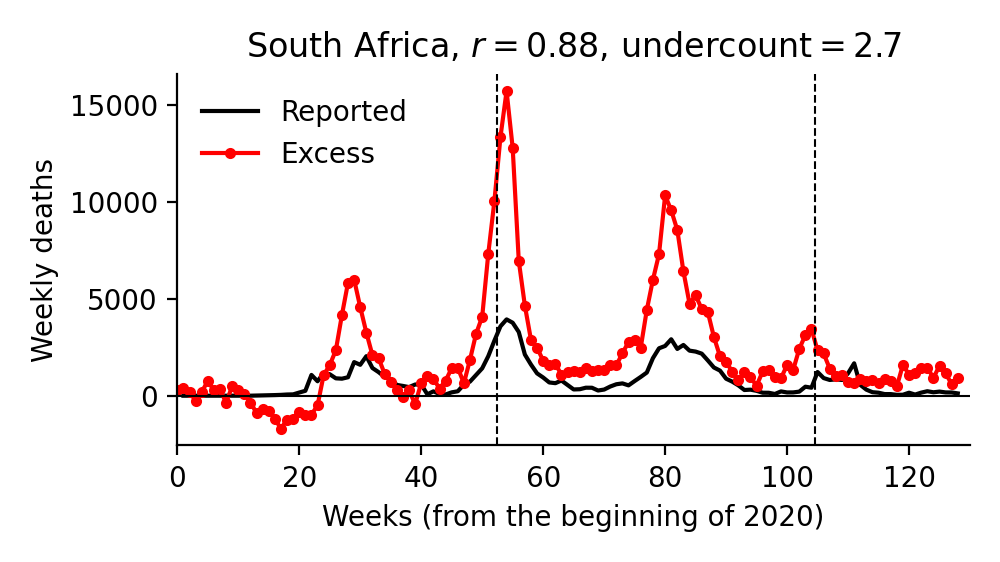 South Africa, r = 0.88, undercount = 2.7
Reported
Excess
Weekly deaths
15000
10000
5000
0
0 20 40 60 80 100 120
Weeks (from the beginning of 2020)